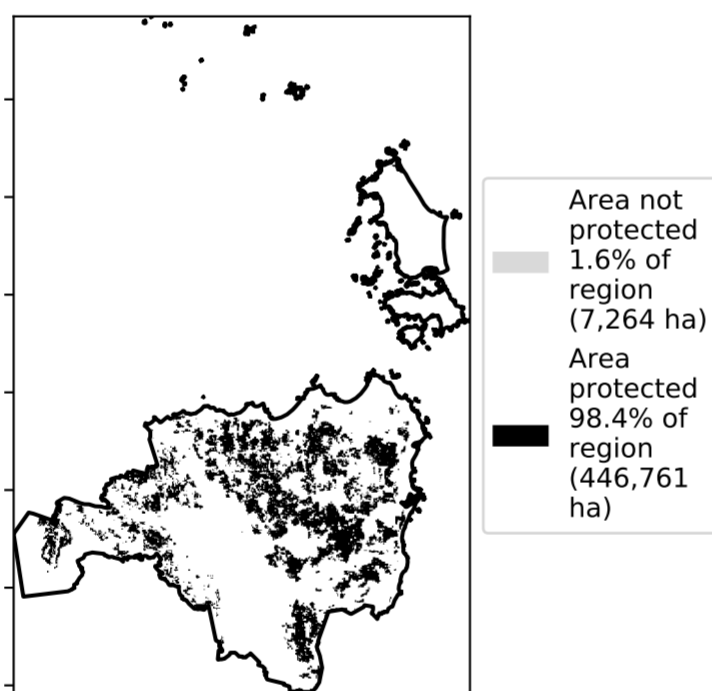 Area not
protected
1.6% of
region
(7,264 ha)
Area
protected
98.4% of
region
(446,761
ha)